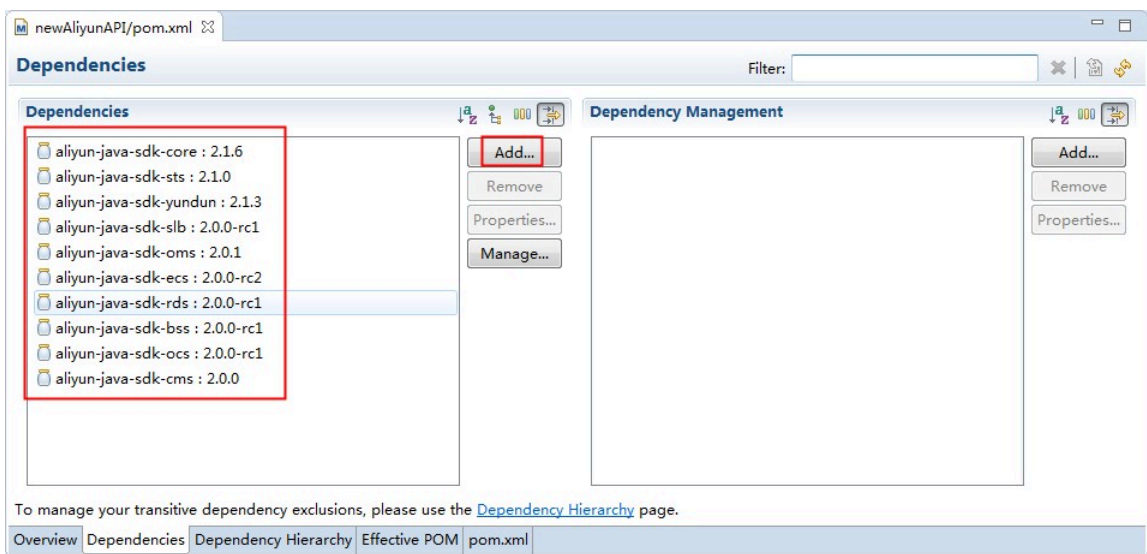 newAliyunAPI/pom.xml
Dependencies
Filter:
Dependencies
Dependency Management
aliyun-java-sdk-core : 2.1.6
aliyun-java-sdk-sts : 2.1.0
aliyun-java-sdk-yundun : 2.1.3
aliyun-java-sdk-slb : 2.0.0-rc1
aliyun-java-sdk-oms : 2.0.1
aliyun-java-sdk-ecs : 2.0.0-rc2
aliyun-java-sdk-rds : 2.0.0-rc1
aliyun-java-sdk-bss : 2.0.0-rc1
aliyun-java-sdk-ocs : 2.0.0-rc1
aliyun-java-sdk-cms : 2.0.0
Add...
Remove
Properties...
Manage...
Add...
Remove
Properties...
To manage your transitive dependency exclusions, please use the Dependency Hierarchy page.
Overview Dependencies Dependency Hierarchy Effective POM pom.xml